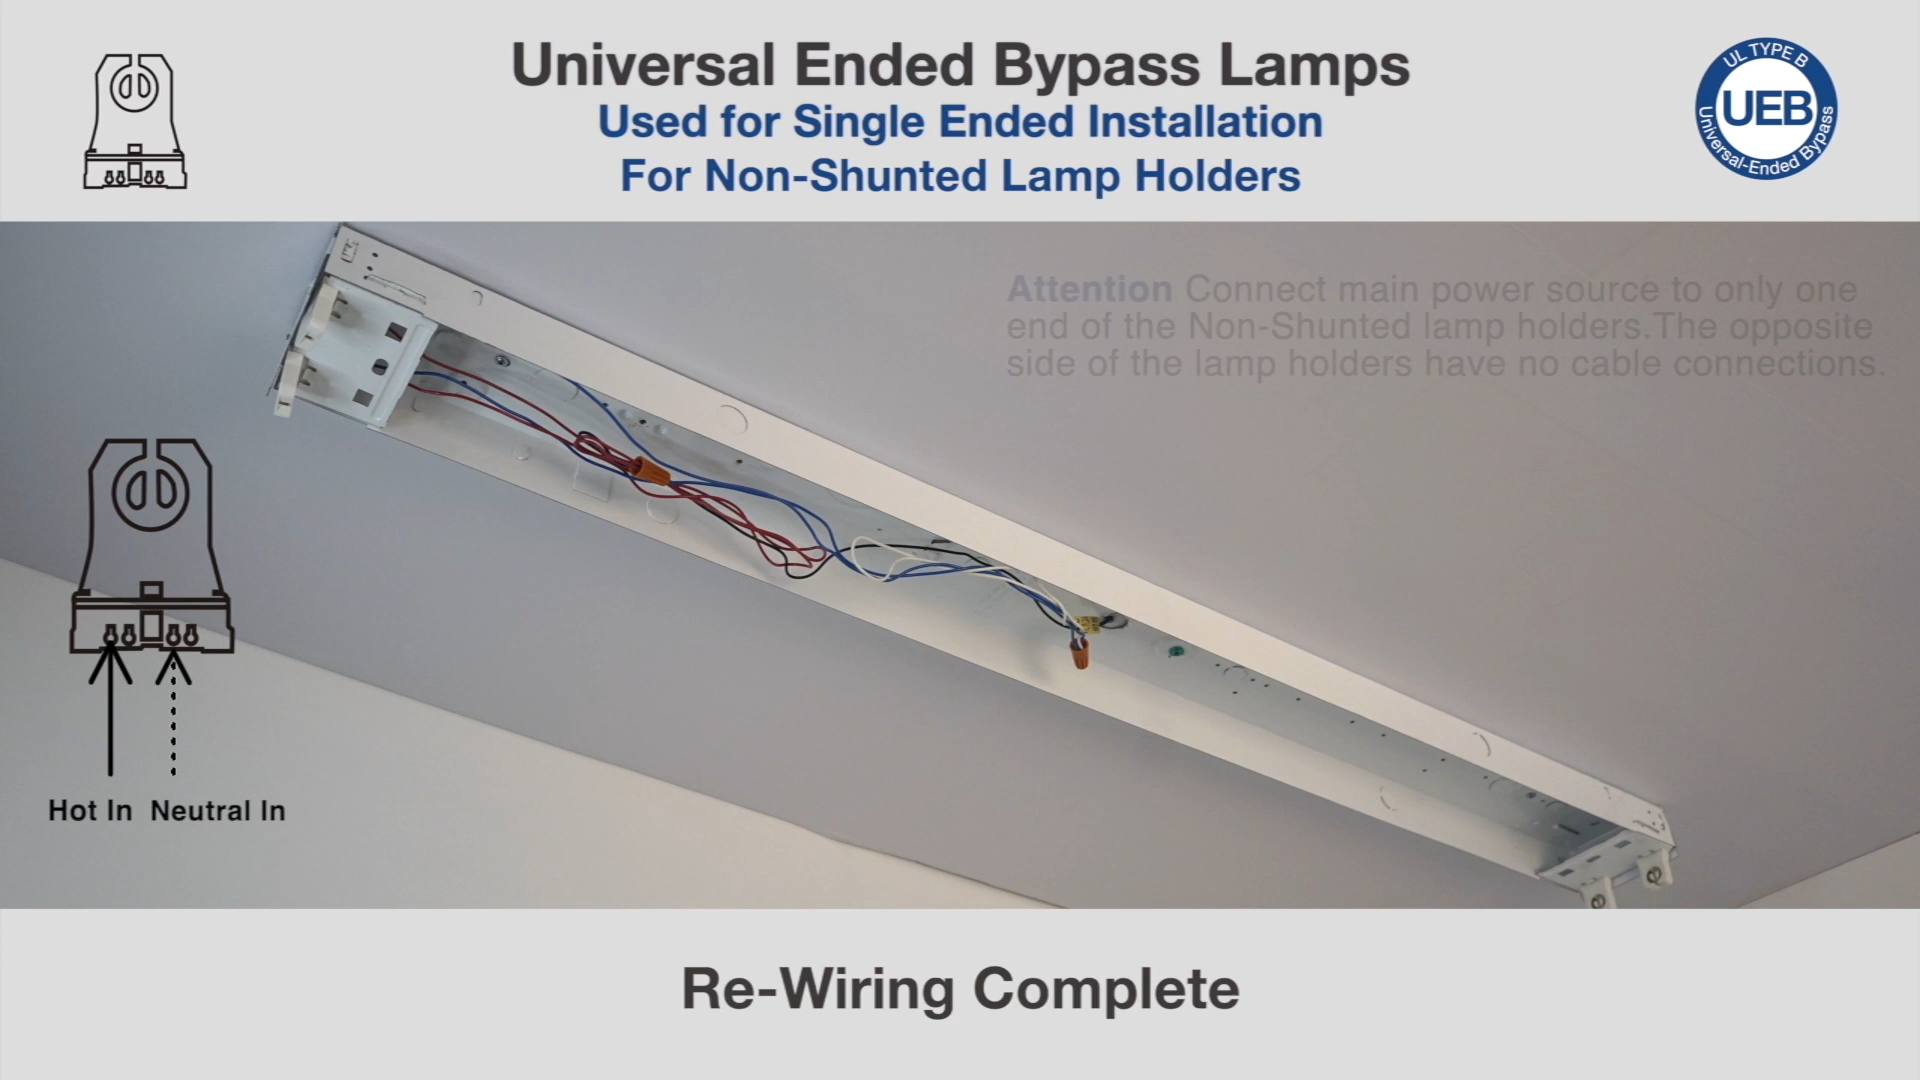 Universal Ended Bypass Lamps
Used for Single Ended Installation
For Non-Shunted Lamp Holders
UL TYPE B
UEB
Universal-Ended Bypass
Attention Connect main power source to only one
end of the Non-Shunted lamp holders.The opposite
side of the lamp holders have no cable connections.
Hot In Neutral In
Re-Wiring Complete